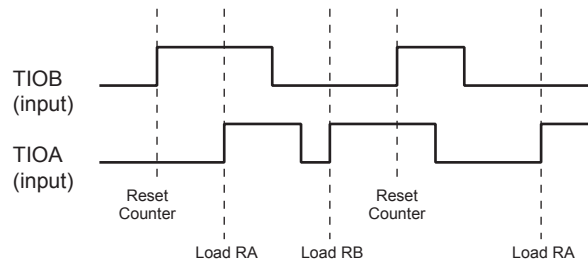 TIOB
(input)
TIOA
(input)
Reset
Counter
Reset
Counter
Load RA
Load RB
Load RA